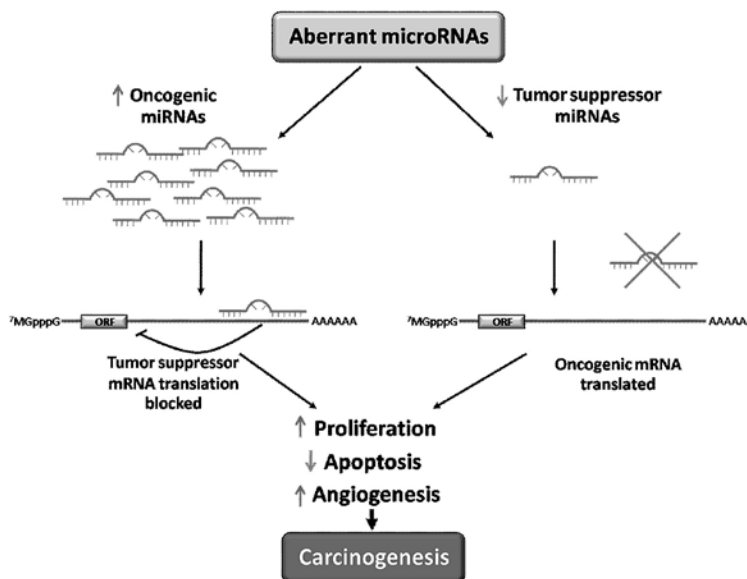 Aberrant microRNAs
↑ Oncogenic
miRNAs
↓ Tumor suppressor
miRNAs
⁷MGpppG ORF AAAAAA
Tumor suppressor
mRNA translation
blocked
⁷MGpppG ORF AAAAA
Oncogenic mRNA
translated
↑ Proliferation
↓ Apoptosis
↑ Angiogenesis
Carcinogenesis